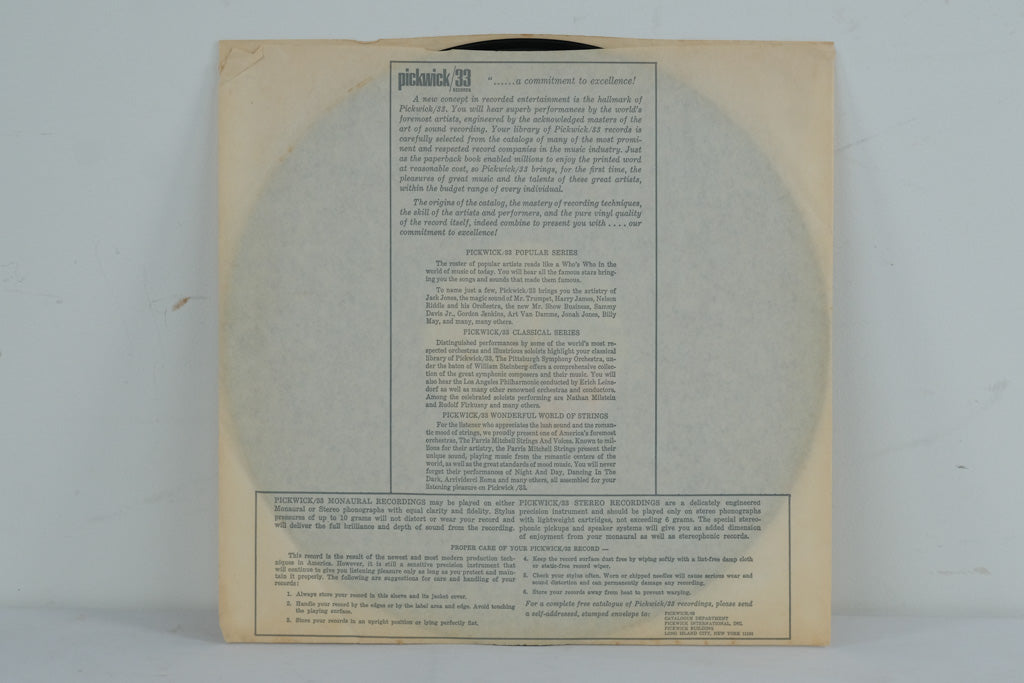 pickwick/33
RECORDS
"......a commitment to excellence!
A new concept in recorded entertainment is the hallmark of
Pickwick/33. You will hear superb performances by the world's
foremost artists, engineered by the acknowledged masters of the
art of sound recording. Your library of Pickwick/33 records is
carefully selected from the catalogs of many of the most promi-
nent and respected record companies in the music industry. Just
as the paperback book enabled millions to enjoy the printed word
at reasonable cost, so Pickwick/33 brings, for the first time, the
pleasures of great music and the talents of these great artists,
within the budget range of every individual.
The origins of the catalog, the mastery of recording techniques,
the skill of the artists and performers, and the pure vinyl quality
of the record itself, indeed combine to present you with .... our
commitment to excellence!
PICKWICK/33 POPULAR SERIES
The roster of popular artists reads like a Who's Who in the
world of music of today. You will hear all the famous stars bring-
ing you the songs and sounds that made them famous.
To name just a few, Pickwick/33 brings you the artistry of
Jack Jones, the magic sound of Mr. Trumpet, Harry James, Nelson
Riddle and his Orchestra, the new Mr. Show Business, Sammy
Davis Jr., Gordon Jenkins, Art Van Damme, Jonah Jones, Billy
May, and many, many others.
PICKWICK/33 CLASSICAL SERIES
Distinguished performances by some of the world's most re-
spected orchestras and illustrious soloists highlight your classical
library of Pickwick/33. The Pittsburgh Symphony Orchestra, un-
der the baton of William Steinberg offers a comprehensive collec-
tion of the great symphonic composers and their music. You will
also hear the Los Angeles Philharmonic conducted by Erich Leins-
dorf as well as many other renowned orchestras and conductors.
Among the celebrated soloists performing are Nathan Milstein
and Rudolf Firkusny and many others.
PICKWICK/33 WONDERFUL WORLD OF STRINGS
For the listener who appreciates the lush sound and the roman-
tic mood of strings, we proudly present one of America's foremost
orchestras, The Parris Mitchell Strings And Voices. Known to mil-
lions for their artistry, the Parris Mitchell Strings present their
unique sound, playing music from the romantic centers of the
world, as well as the great standards of mood music. You will never
forget their performances of Night And Day, Dancing In The
Dark, Arrivederci Roma and many others, all assembled for your
listening pleasure on Pickwick /33.
PICKWICK/33 MONAURAL RECORDINGS may be played on either
Monaural or Stereo phonographs with equal clarity and fidelity. Stylus
pressures of up to 10 grams will not distort or wear your record and
will deliver the full brilliance and depth of sound from the recording.
PICKWICK/33 STEREO RECORDINGS are a delicately engineered
precision instrument and should be played only on stereo phonographs
with lightweight cartridges, not exceeding 6 grams. The special stereo-
phonic pickups and speaker systems will give you an added dimension
of enjoyment from your monaural as well as stereophonic records.
PROPER CARE OF YOUR PICKWICK/33 RECORD —
This record is the result of the newest and most modern production tech-
niques in America. However, it is still a sensitive precision instrument that
will continue to give you listening pleasure only as long as you protect and main-
tain it properly. The following are suggestions for care and handling of your
records:
1. Always store your record in this sleeve and its jacket cover.
2. Handle your record by the edges or by the label area and edge. Avoid touching
the playing surface.
3. Store your records in an upright position or lying perfectly flat.
4. Keep the record surface dust free by wiping softly with a lint-free damp cloth
or static-free record wiper.
5. Check your stylus often. Worn or chipped needles will cause serious wear and
sound distortion and can permanently damage any recording.
6. Store your records away from heat to prevent warping.
For a complete free catalogue of Pickwick/33 recordings, please send
a self-addressed, stamped envelope to:
PICKWICK/33
CATALOGUE DEPARTMENT
PICKWICK INTERNATIONAL, INC.
PICKWICK BUILDING
LONG ISLAND CITY, NEW YORK